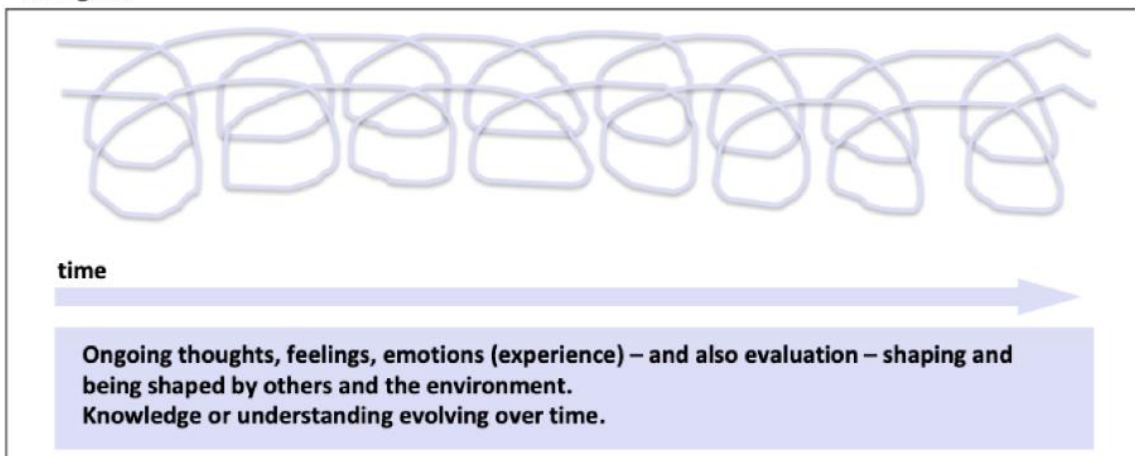 time
Ongoing thoughts, feelings, emotions (experience) – and also evaluation – shaping and
being shaped by others and the environment.
Knowledge or understanding evolving over time.